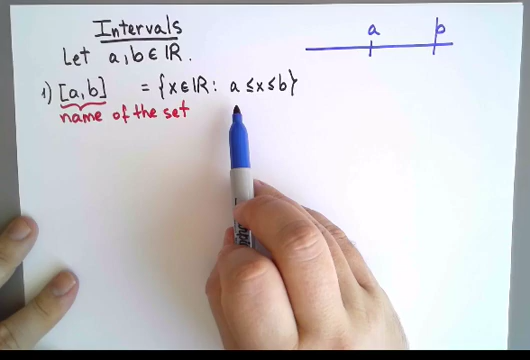 Intervals
Let a, b ∈ ℝ.
a b
1) [a,b] = {x∈ℝ: a ≤x≤b}
name of the set